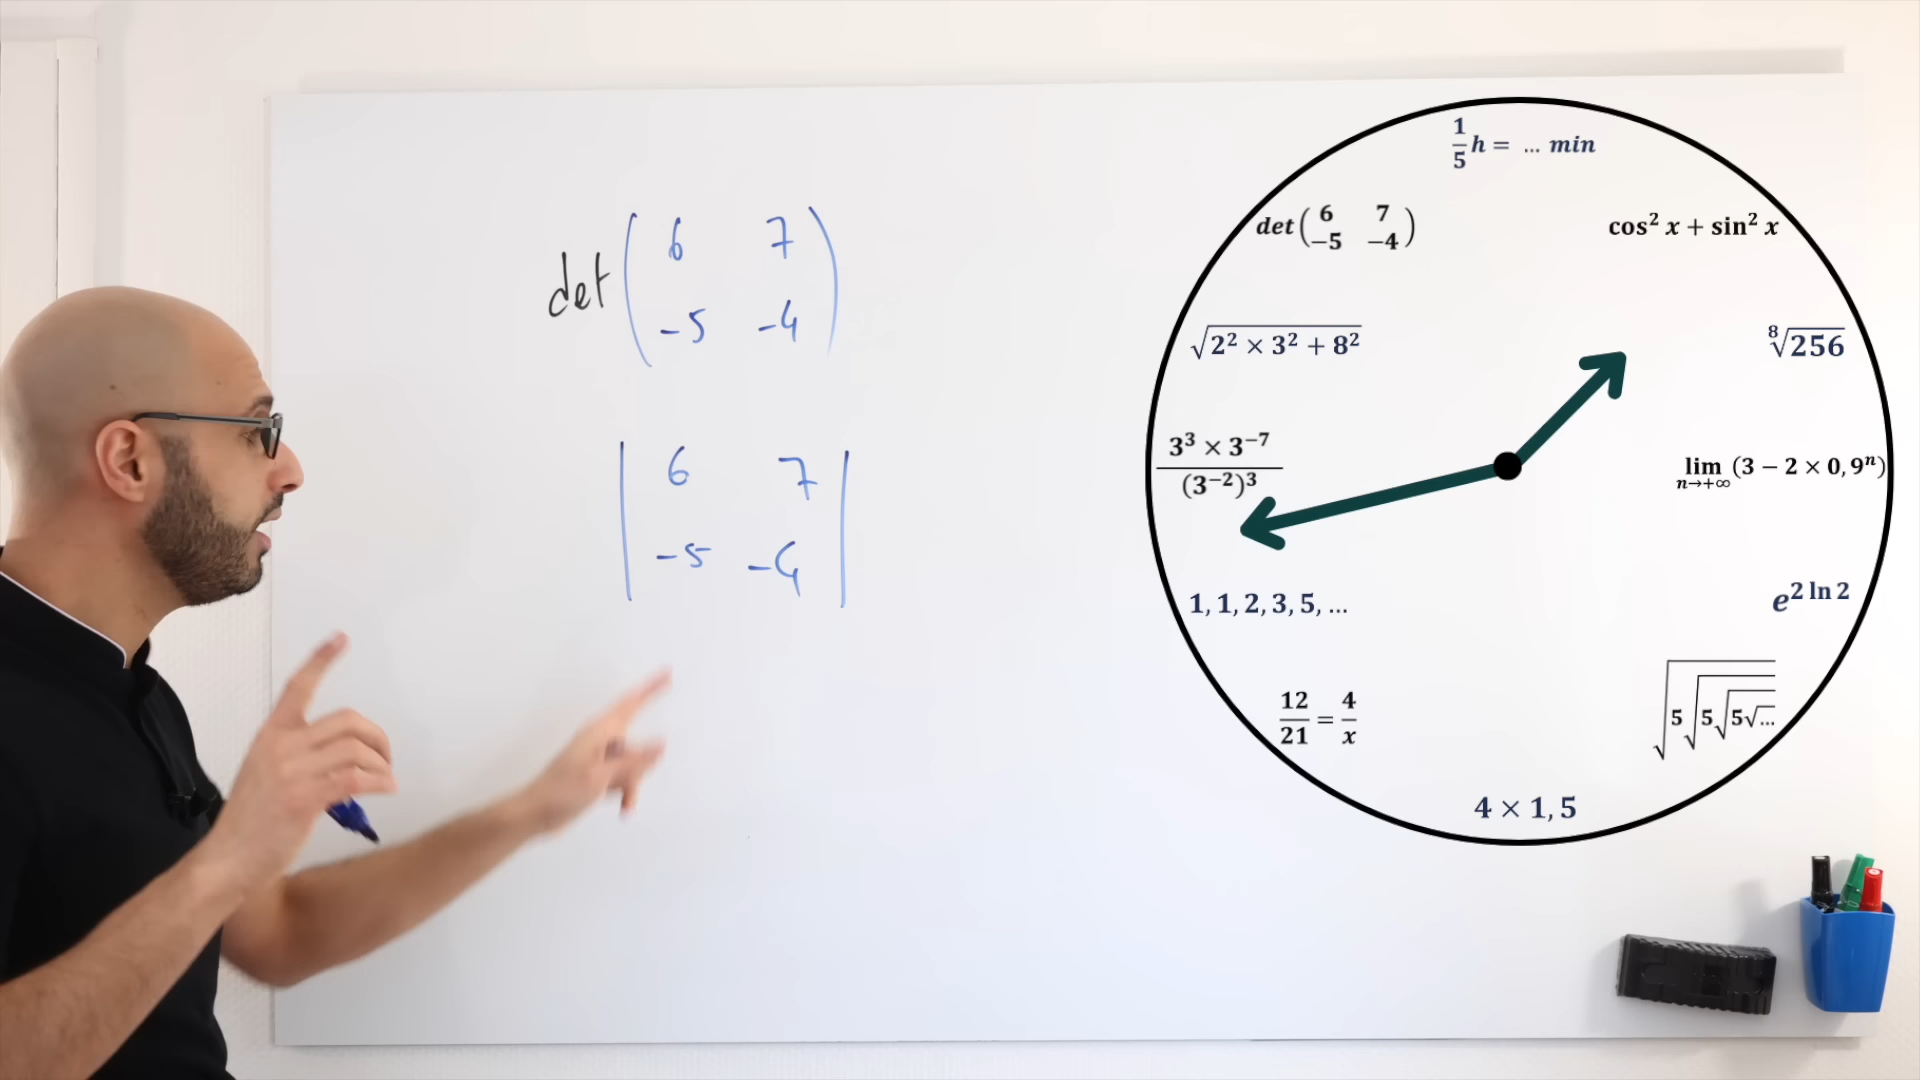 det ( 6 7
-5 -4 )
| 6 7 |
| -5 -4 |
1/5 h = ... min
det ( 6 7
-5 -4 )
cos² x + sin² x
√(2² × 3² + 8²)
⁸√256
3³ × 3⁻⁷
(3⁻²)³
lim (3 − 2 × 0,9ⁿ)
n→+∞
1, 1, 2, 3, 5, ...
e^(2 ln 2)
12/21 = 4/x
√5√5√5√...
4 × 1, 5